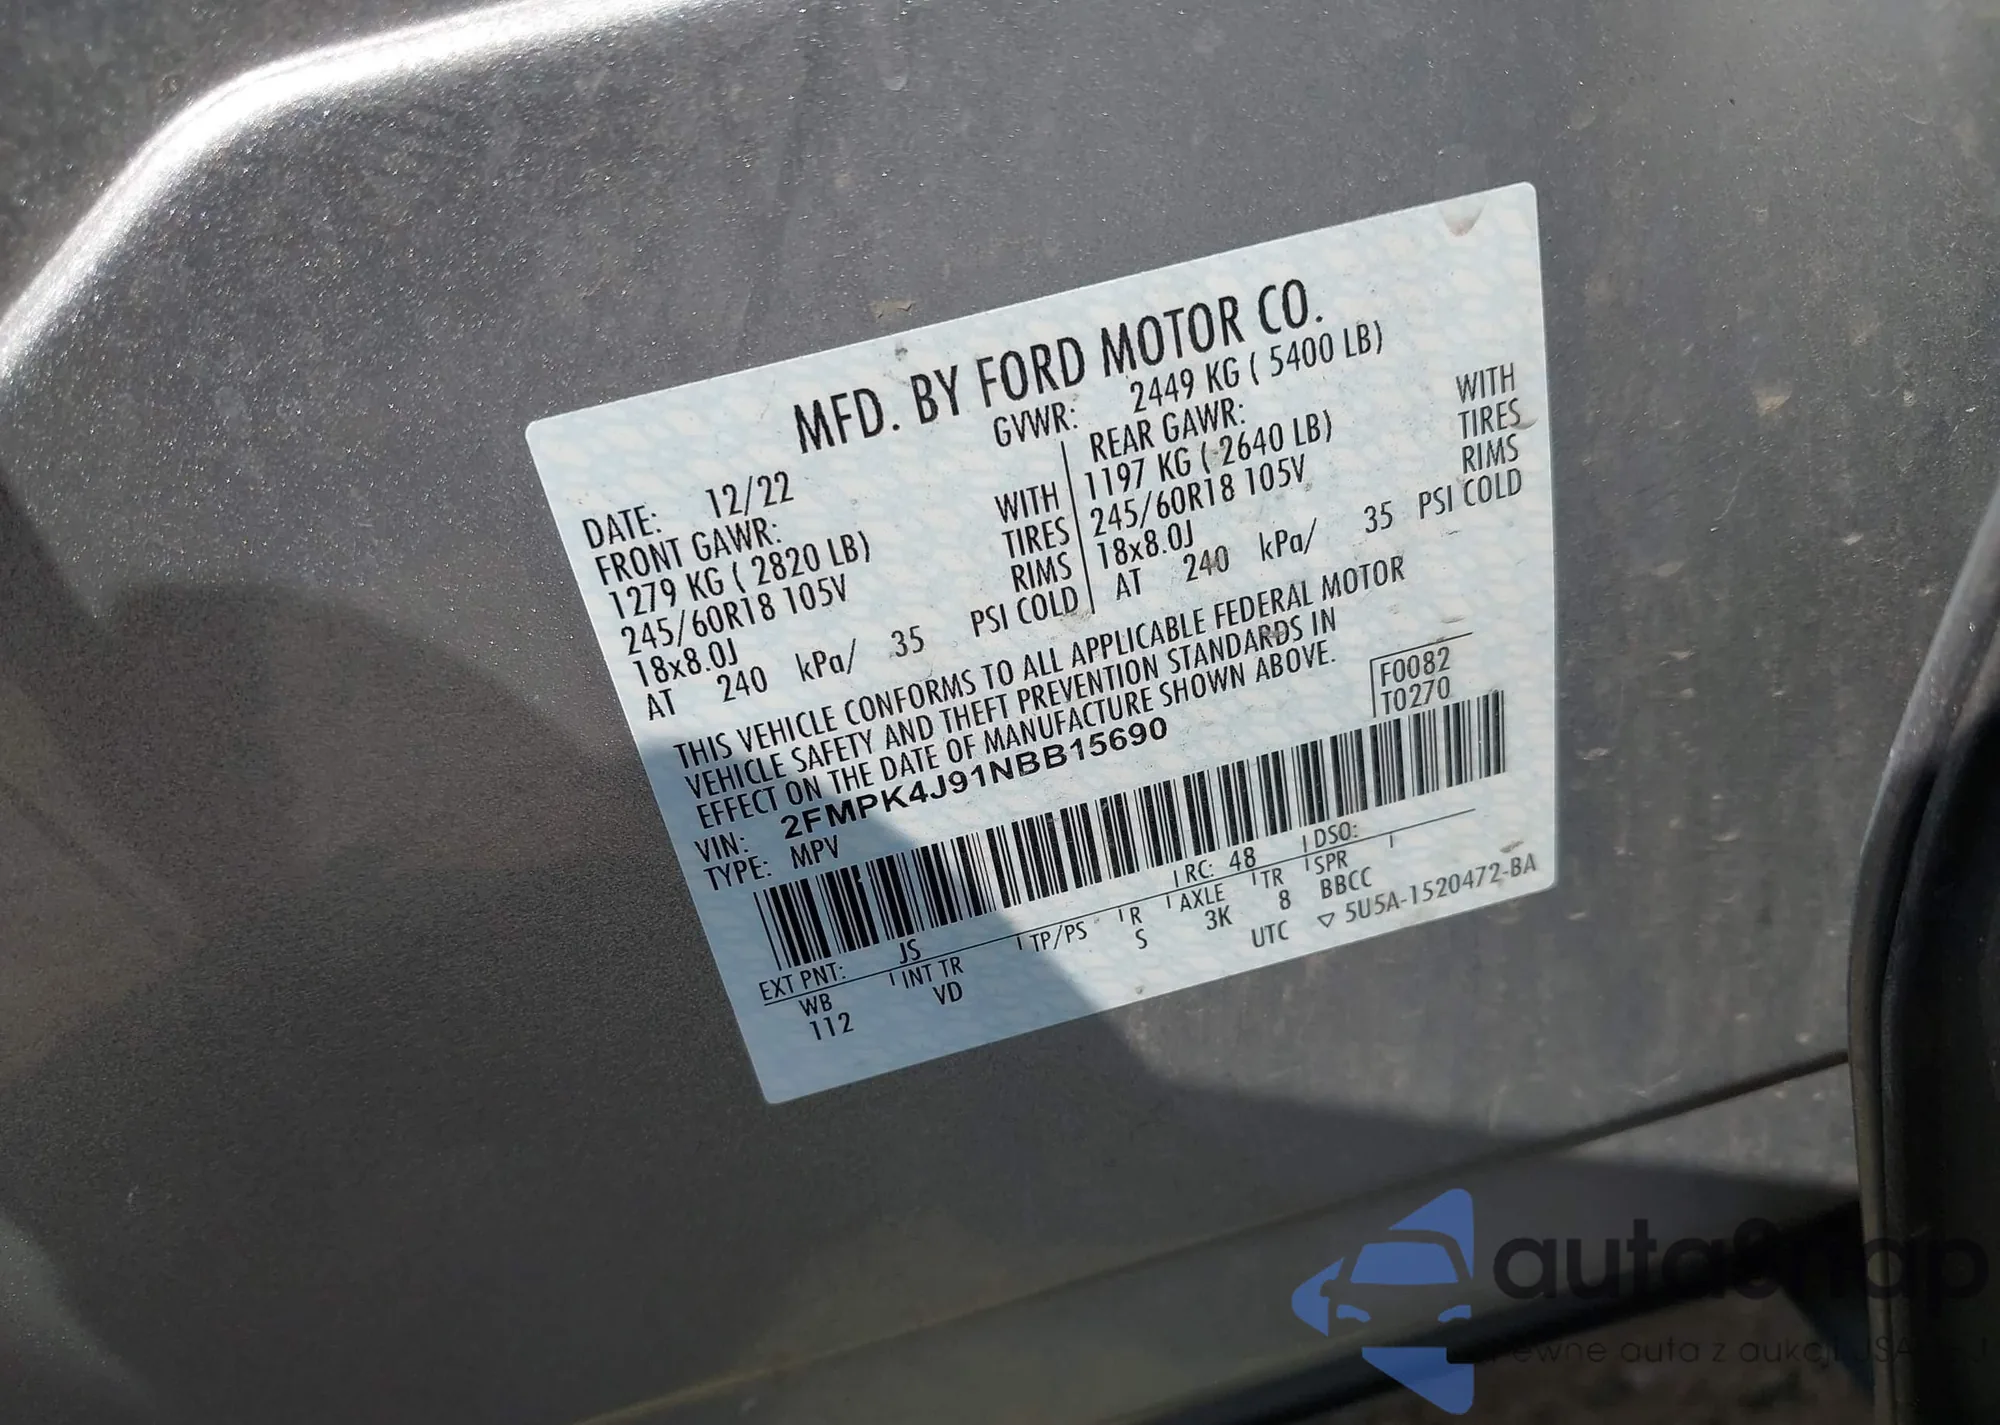 MFD. BY FORD MOTOR CO.
GVWR: 2449 KG ( 5400 LB)
DATE: 12/22
FRONT GAWR:
1279 KG ( 2820 LB) WITH
245/60R18 105V TIRES
18x8.0J RIMS
AT 240 kPa/ 35 PSI COLD
REAR GAWR:
1197 KG ( 2640 LB) WITH
245/60R18 105V TIRES
18x8.0J RIMS
AT 240 kPa/ 35 PSI COLD
THIS VEHICLE CONFORMS TO ALL APPLICABLE FEDERAL MOTOR
VEHICLE SAFETY AND THEFT PREVENTION STANDARDS IN
EFFECT ON THE DATE OF MANUFACTURE SHOWN ABOVE.
F0082
T0270
VIN: 2FMPK4J91NBB15690
TYPE: MPV
EXT PNT: JS RC: 48 DSO:
WB INT TR TP/PS R AXLE TR SPR
112 VD S 3K 8 BBCC
UTC ▽ 5U5A-1520472-BA
autaSnap
Pewne auta z aukcji USA